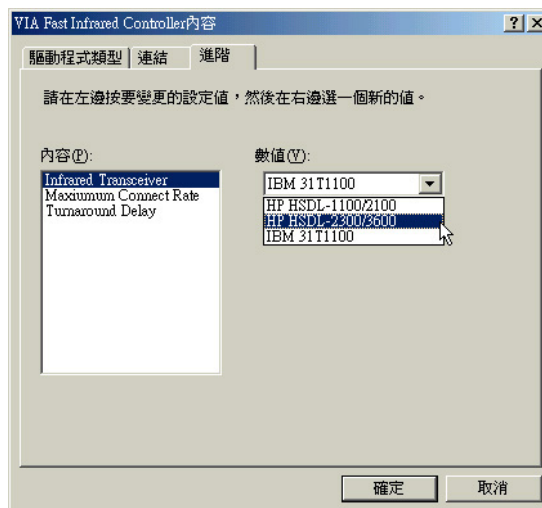 VIA Fast Infrared Controller內容
驅動程式類型 連結 進階
請在左邊按要變更的設定值，然後在右邊選一個新的值。
內容(P):
Infrared Transceiver
Maxiumum Connect Rate
Turnaround Delay
數值(V):
IBM 31T1100
HP HSDL-1100/2100
HP HSDL-2300/3600
IBM 31T1100
確定 取消